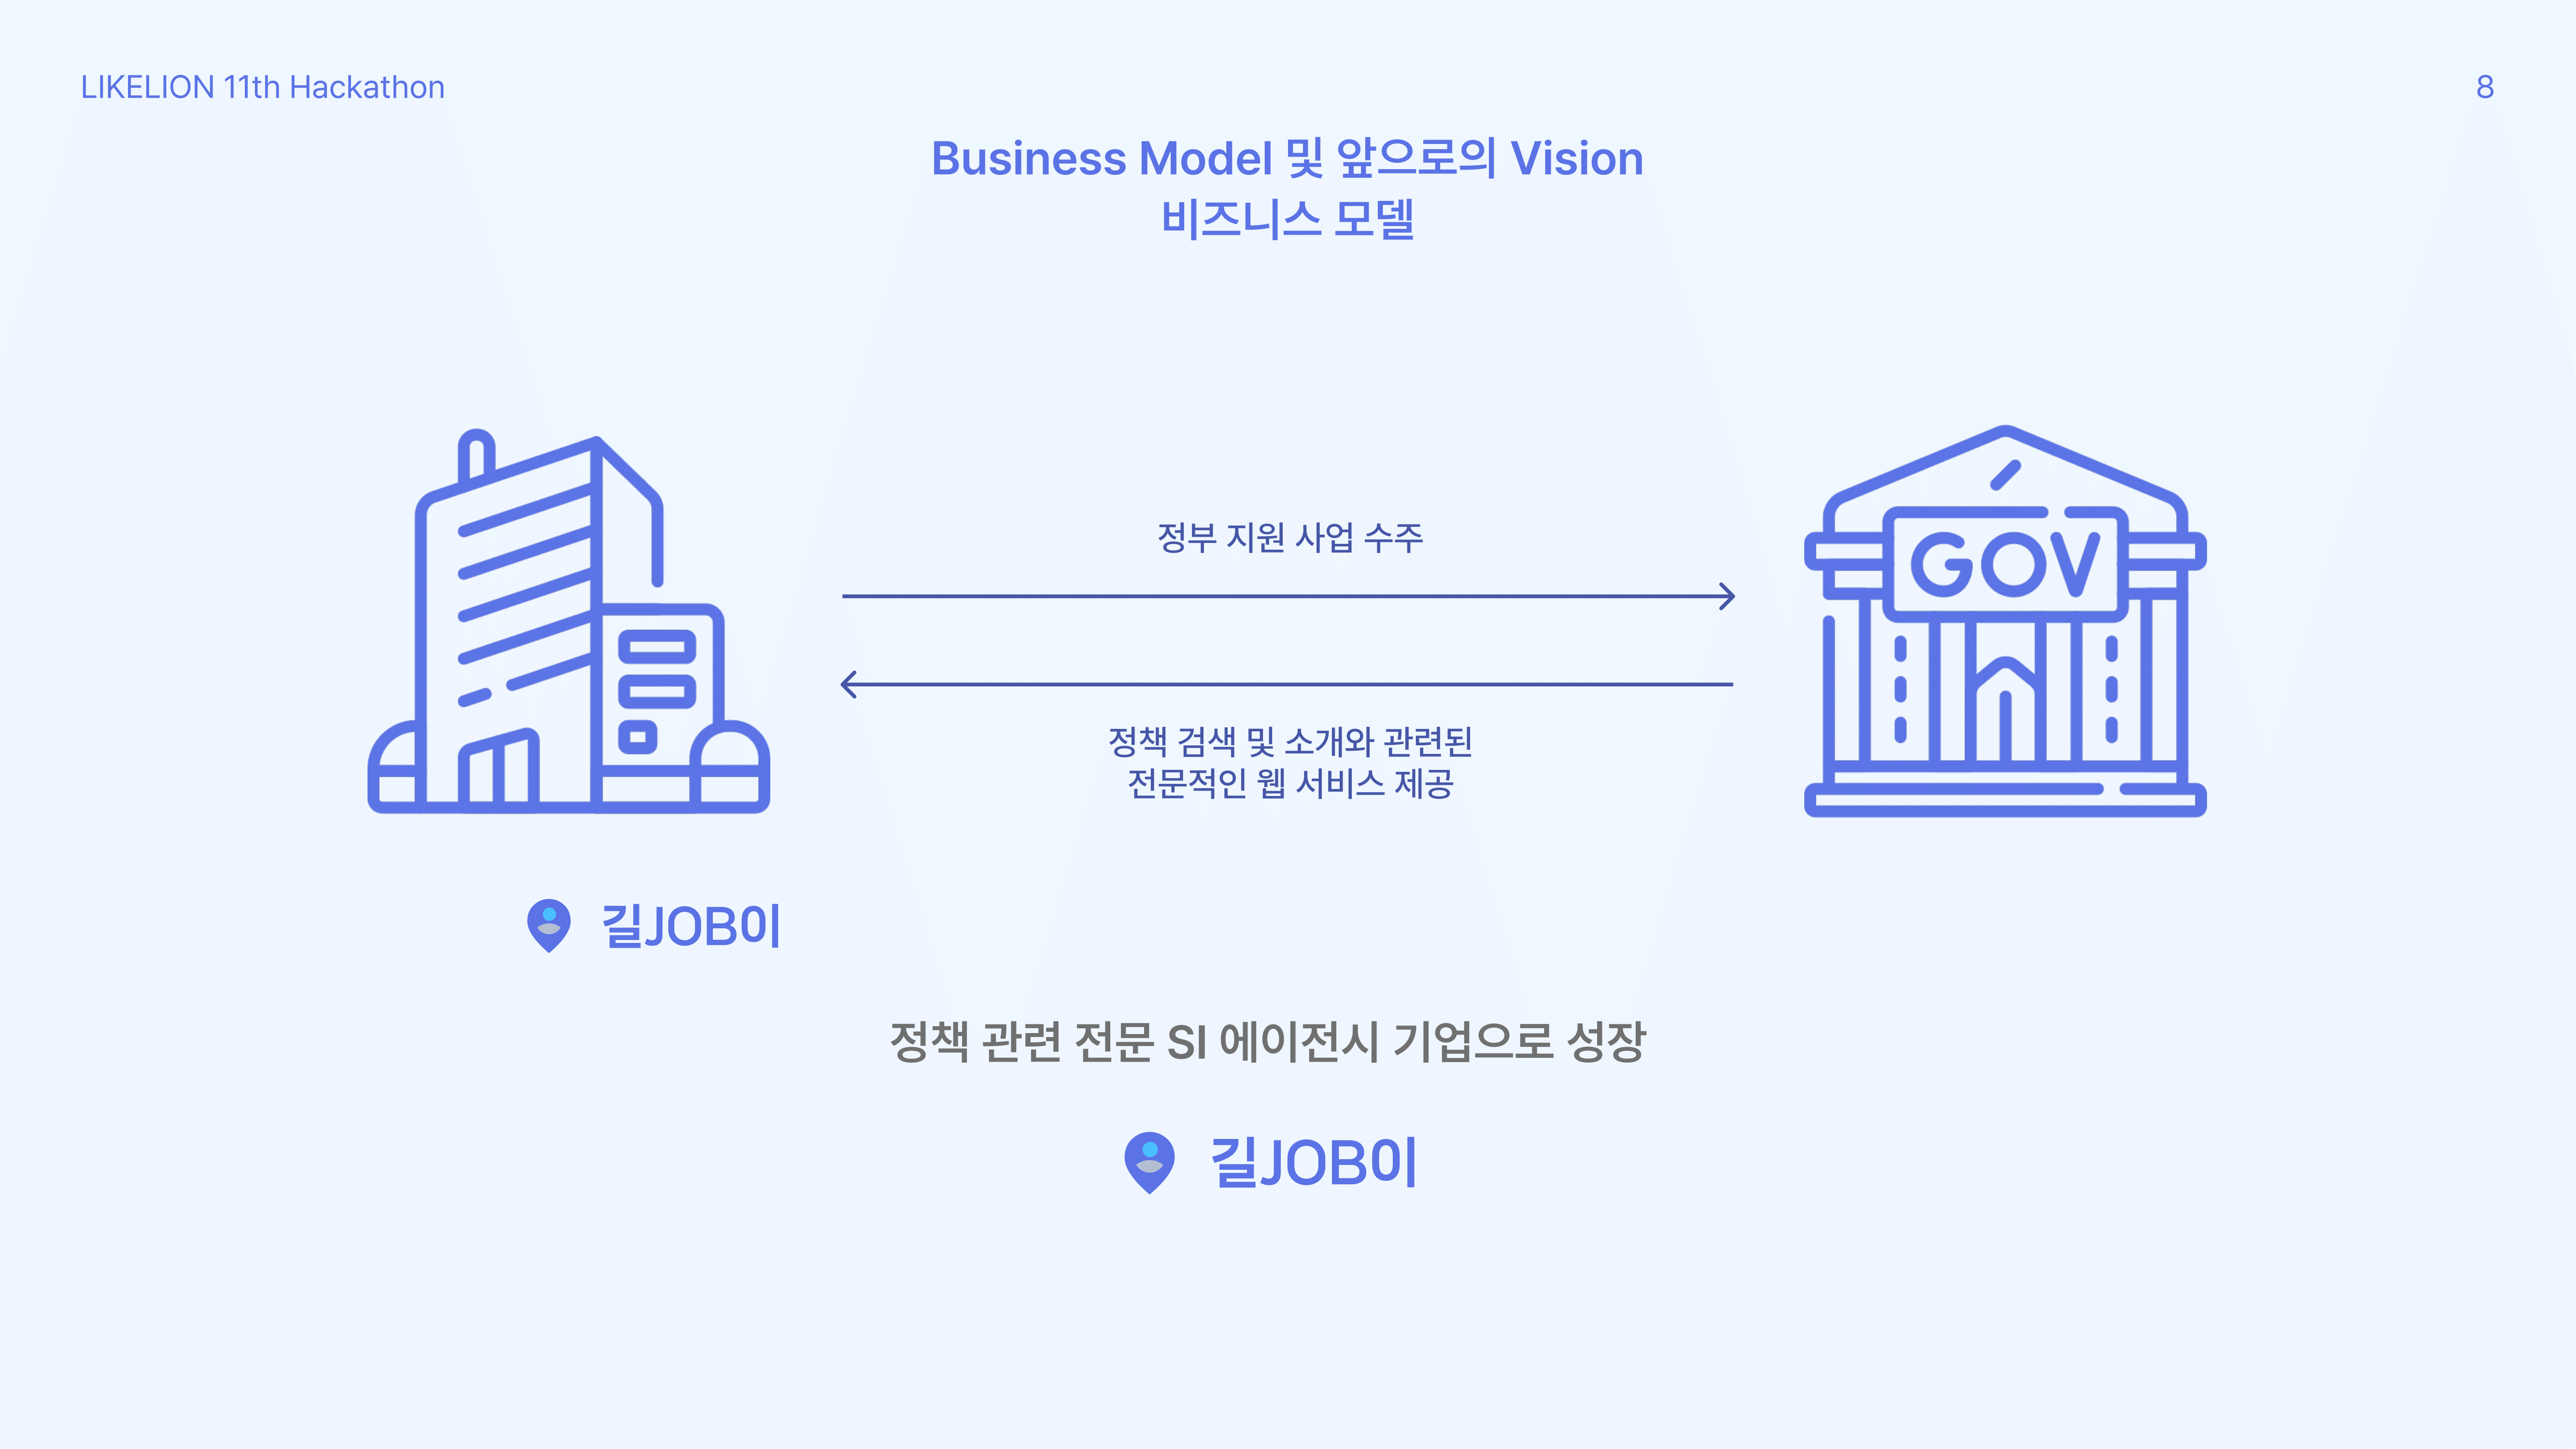 LIKELION 11th Hackathon
8
Business Model 및 앞으로의 Vision
비즈니스 모델
정부 지원 사업 수주
GOV
정책 검색 및 소개와 관련된
전문적인 웹 서비스 제공
길JOB이
정책 관련 전문 SI 에이전시 기업으로 성장
길JOB이